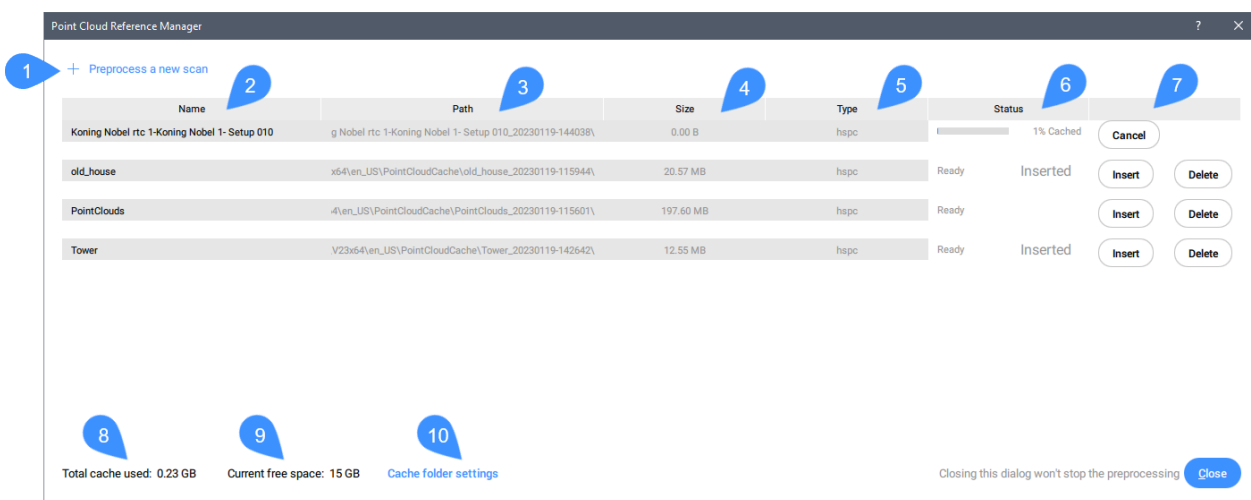 Point Cloud Reference Manager ? ×
1 + Preprocess a new scan
2 3 4 5 6 7
Name Path Size Type Status
Koning Nobel rtc 1-Koning Nobel 1- Setup 010 g Nobel rtc 1-Koning Nobel 1- Setup 010_20230119-144038\ 0.00 B hspc 1% Cached Cancel
old_house x64\en_US\PointCloudCache\old_house_20230119-115944\ 20.57 MB hspc Ready Inserted Insert Delete
PointClouds 4\en_US\PointCloudCache\PointClouds_20230119-115601\ 197.60 MB hspc Ready Insert Delete
Tower V23x64\en_US\PointCloudCache\Tower_20230119-142642\ 12.55 MB hspc Ready Inserted Insert Delete
8 9 10
Total cache used: 0.23 GB Current free space: 15 GB Cache folder settings Closing this dialog won't stop the preprocessing Close